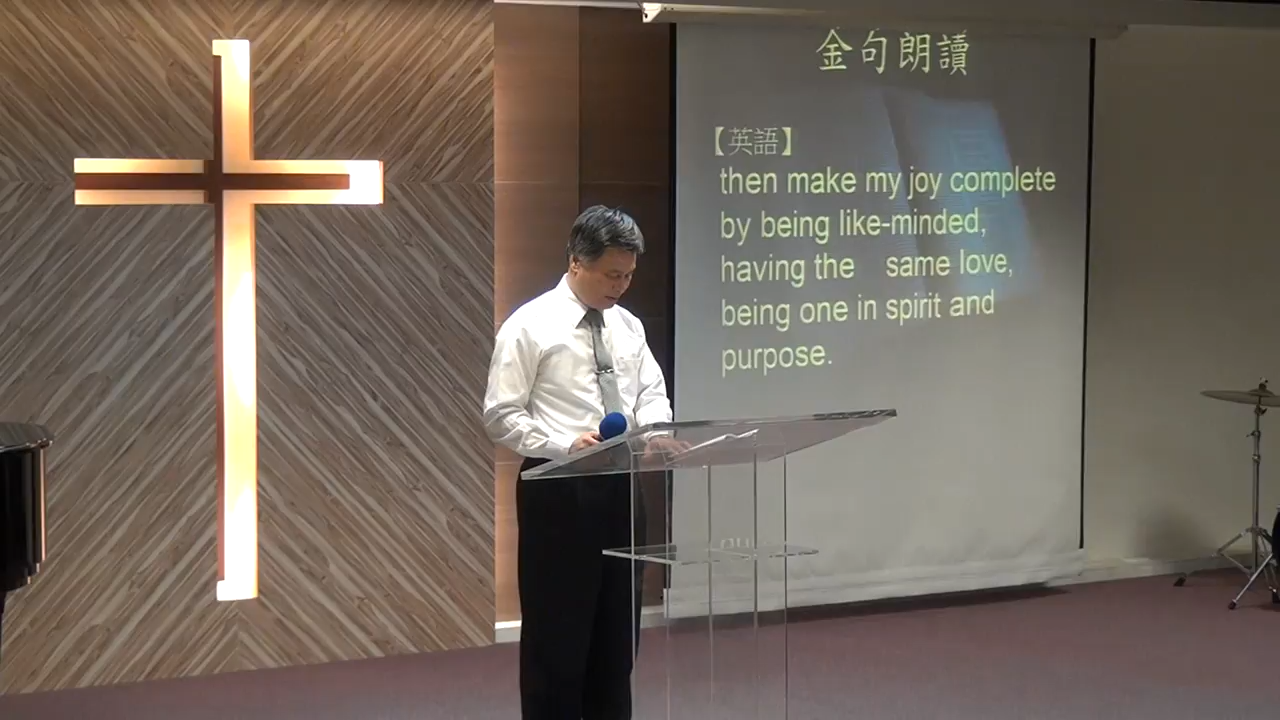 金句朗讀
【英語】
then make my joy complete
by being like-minded,
having the same love,
being one in spirit and
purpose.